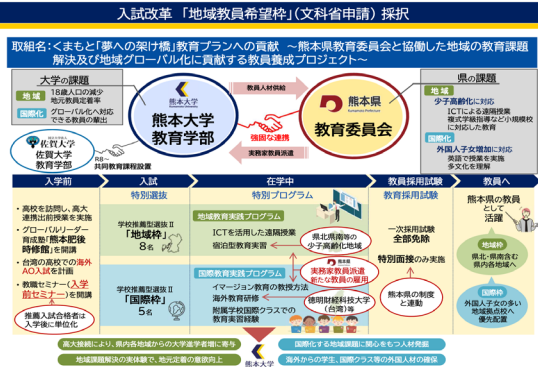 入試改革 「地域教員希望枠」（文科省申請） 採択
取組名：くまもと「夢への架け橋」教育プランへの貢献 ～熊本県教育委員会と協働した地域の教育課題
解決及び地域グローバル化に貢献する教員養成プロジェクト～
大学の課題
地域
18歳人口の減少
地元教員定着率
国際化
グローバル化へ対応
できる教員の輩出
佐賀大学
佐賀大学
教育学部
R8～
共同教育課程設置
熊本大学
熊本大学
教育学部
教員人材供給
強固な連携
実務家教員派遣
熊本県
教育委員会
県の課題
地域
少子高齢化に対応
ICTによる遠隔授業
複式学級指導など小規模校
に対応した教育
国際化
外国人子女増加に対応
英語で授業を実施
多文化を理解
入学前
入試
在学中
教員採用試験
教員へ
・高校を訪問し、高大
連携出前授業を実施
・グローバルリーダー
育成塾「熊本肥後
時修館」を開講
・台湾の高校での海外
AO入試を計画
・教職セミナー（入学
前セミナー）を開講
推薦入試合格者は
入学後に単位化
特別選抜
学校推薦型選抜Ⅱ
「地域枠」
8名
学校推薦型選抜Ⅱ
「国際枠」
5名
特別プログラム
地域教育実践プログラム
ICTを活用した遠隔授業
宿泊型教育実習
県北県南等の
少子高齢化地域
国際教育実践プログラム
イマージョン教育の教授方法
海外教育研修
附属学校国際クラスでの
教育実習経験
熊本県
実務家教員派遣
新たな教員の雇用
徳明財経科技大学
（台湾）等
教育採用試験
一次採用試験
全部免除
特別面接のみ実施
熊本県の制度
と連動
熊本県の教員
として
活躍
地域枠
県北・県南含む
県内各地域へ
国際枠
外国人子女の多い
地域拠点校へ
優先配置
高大接続により、県内各地域からの大学進学者増に寄与
地域課題解決の実体験で、地元定着の意欲向上
熊本大学
国際化する地域課題に関心をもつ人材発掘
海外からの学生、国際クラス等の外国人材の確保